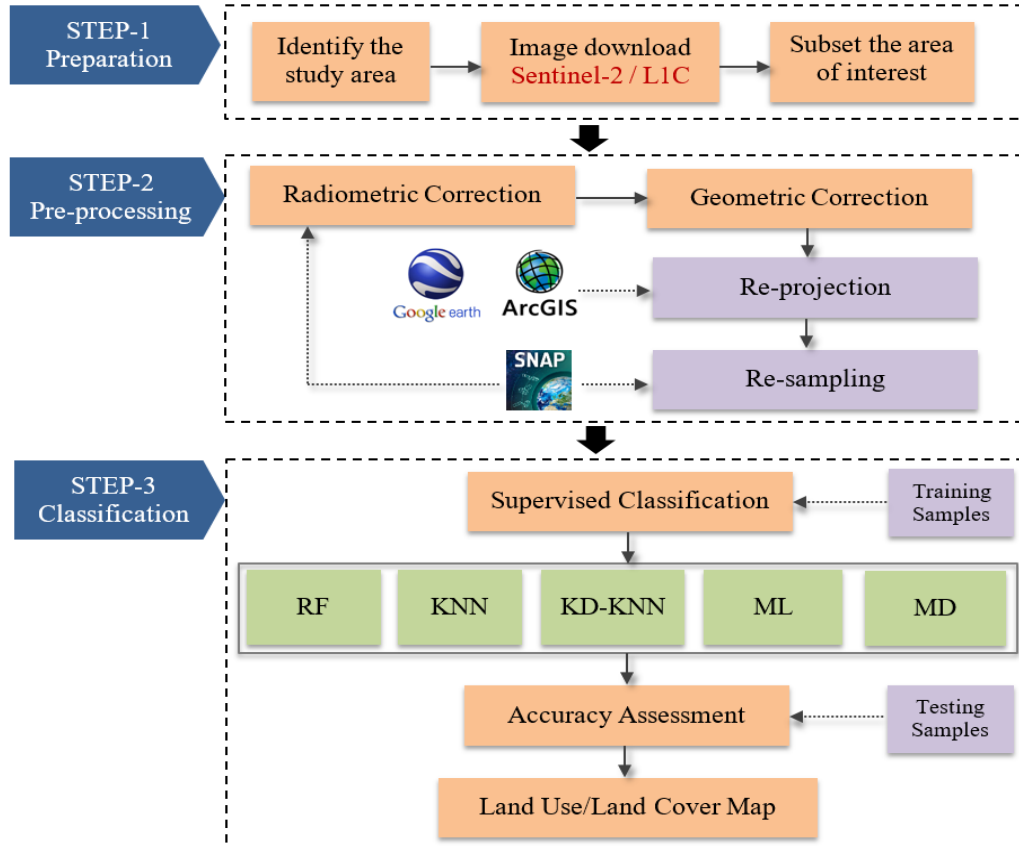 STEP-1
Preparation
Identify the
study area
Image download
Sentinel-2 / L1C
Subset the area
of interest
STEP-2
Pre-processing
Radiometric Correction
Geometric Correction
Google earth
ArcGIS
Re-projection
SNAP
Re-sampling
STEP-3
Classification
Supervised Classification
Training
Samples
RF
KNN
KD-KNN
ML
MD
Accuracy Assessment
Testing
Samples
Land Use/Land Cover Map